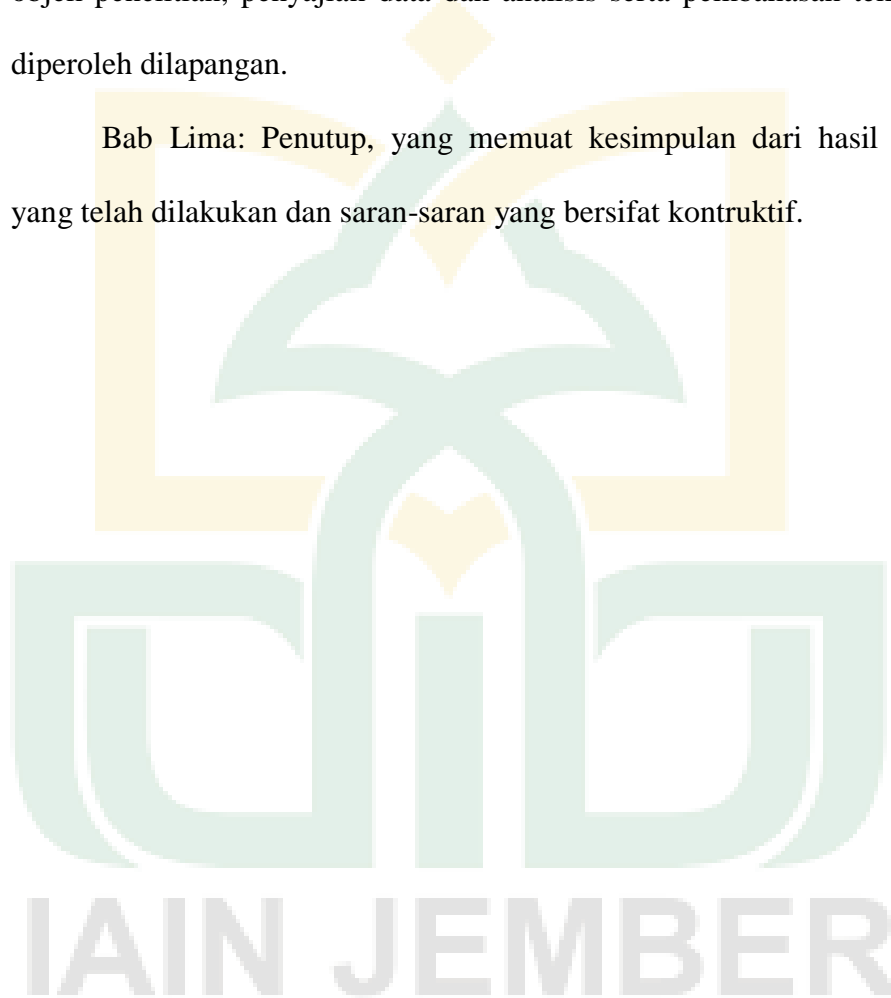 diperoleh dilapangan.
Bab Lima: Penutup, yang memuat kesimpulan dari hasil
yang telah dilakukan dan saran-saran yang bersifat kontruktif.
IAIN JEMBER